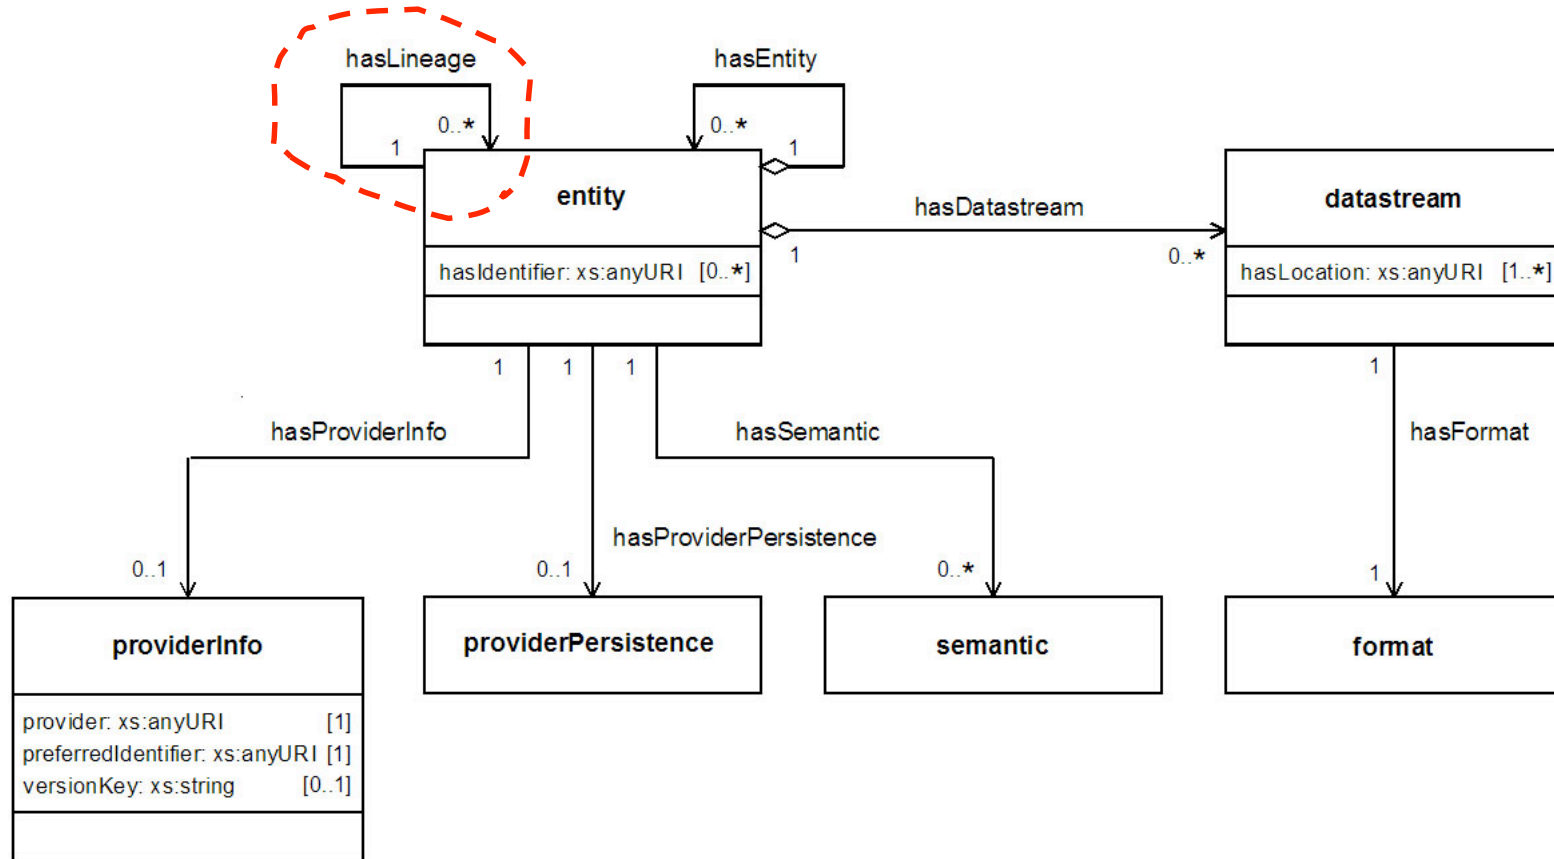 hasLineage
hasEntity
0..*
0..*
1
1
entity
hasDatastream
datastream
1
0..*
hasIdentifier: xs:anyURI [0..*]
hasLocation: xs:anyURI [1..*]
1
1
1
1
hasProviderInfo
hasSemantic
hasFormat
hasProviderPersistence
0..1
0..1
0..*
1
providerInfo
providerPersistence
semantic
format
provider: xs:anyURI [1]
preferredIdentifier: xs:anyURI [1]
versionKey: xs:string [0..1]